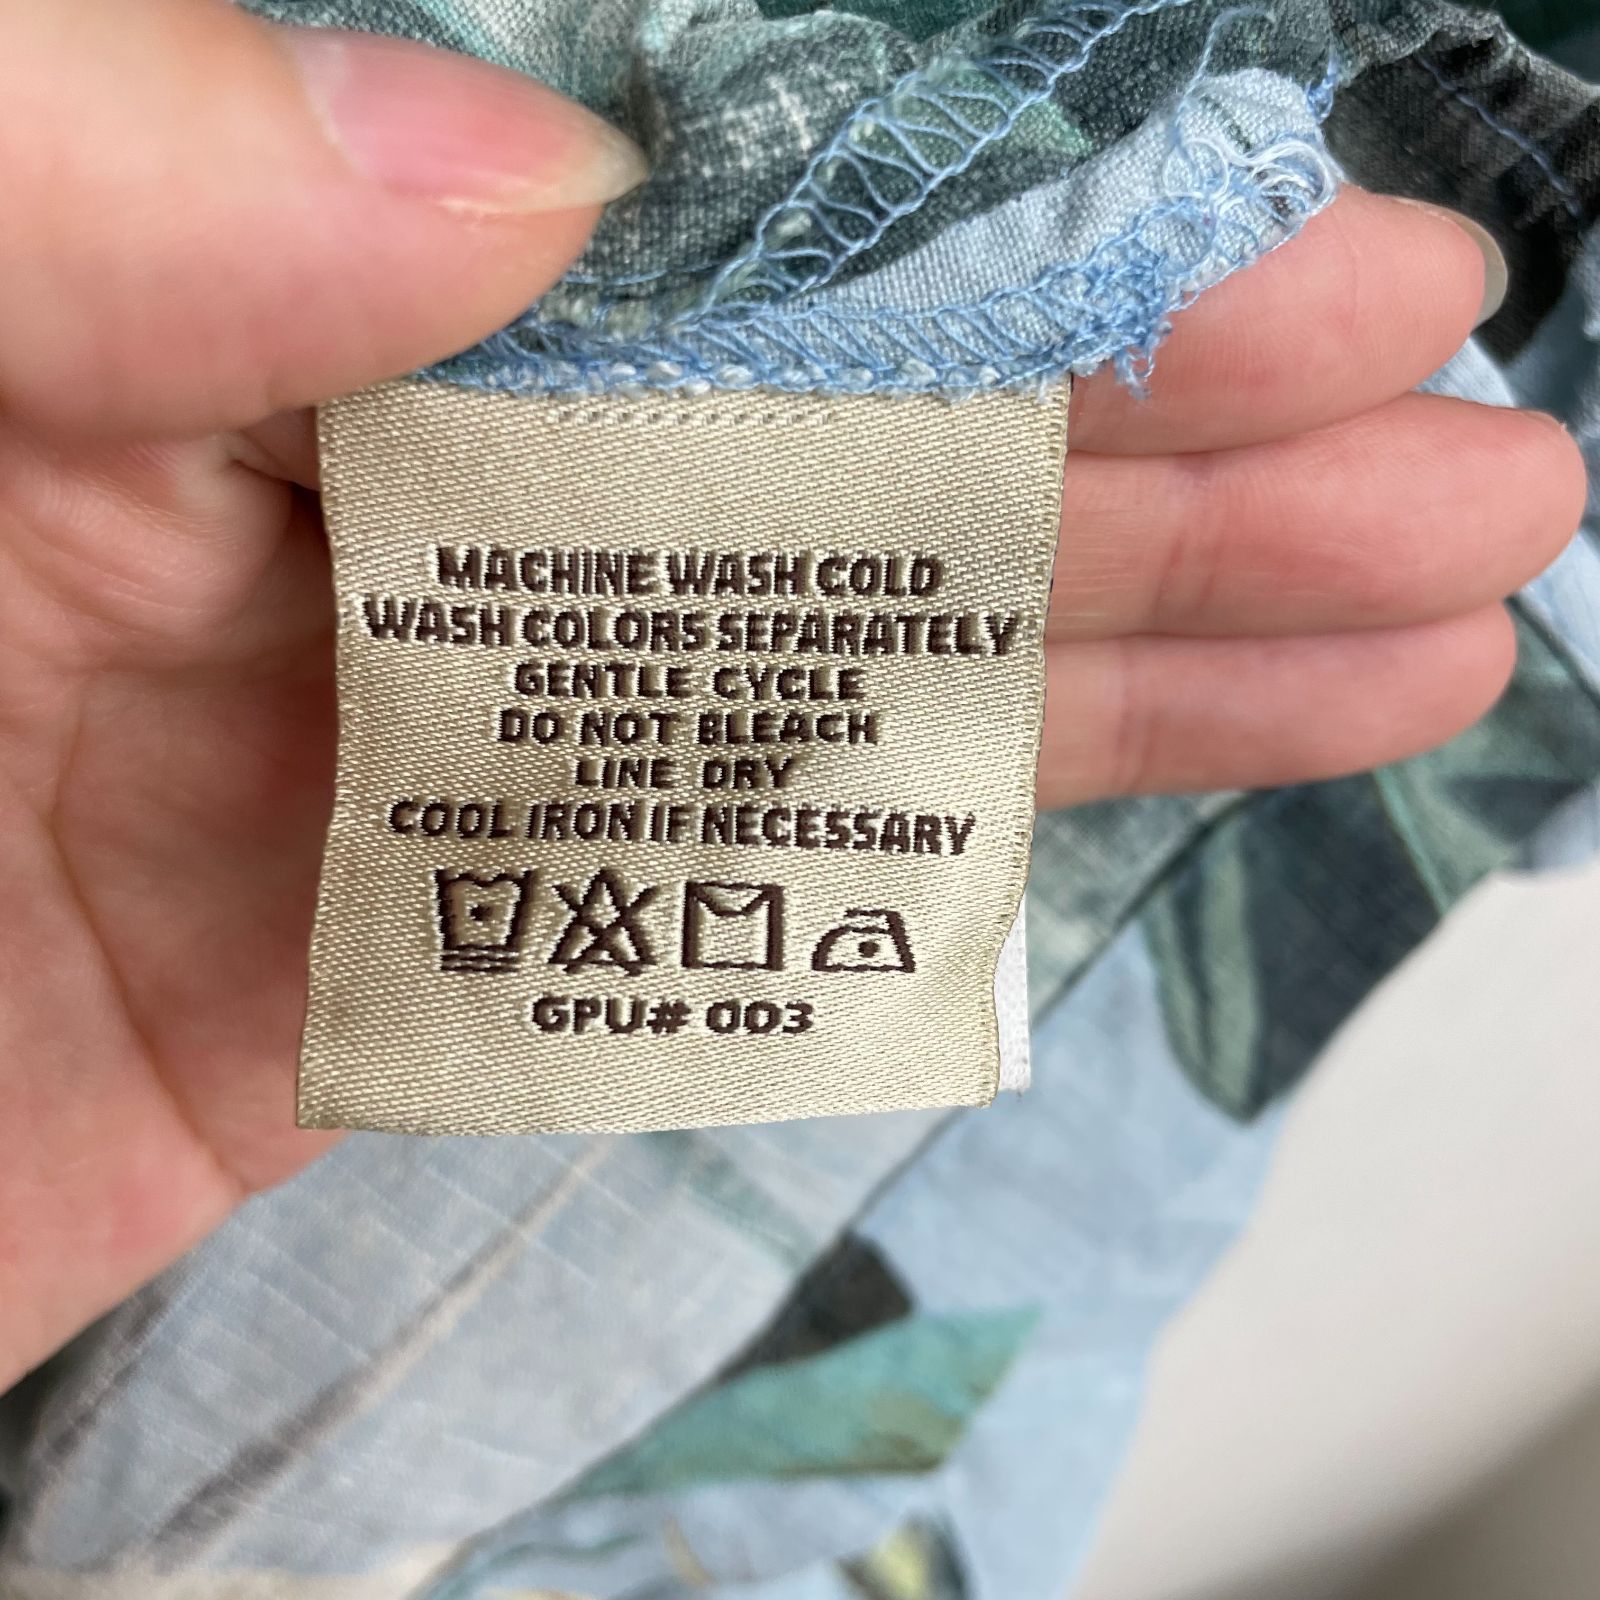 MACHINE WASH COLD
WASH COLORS SEPARATELY
GENTLE CYCLE
DO NOT BLEACH
LINE DRY
COOL IRON IF NECESSARY
GPU# 003